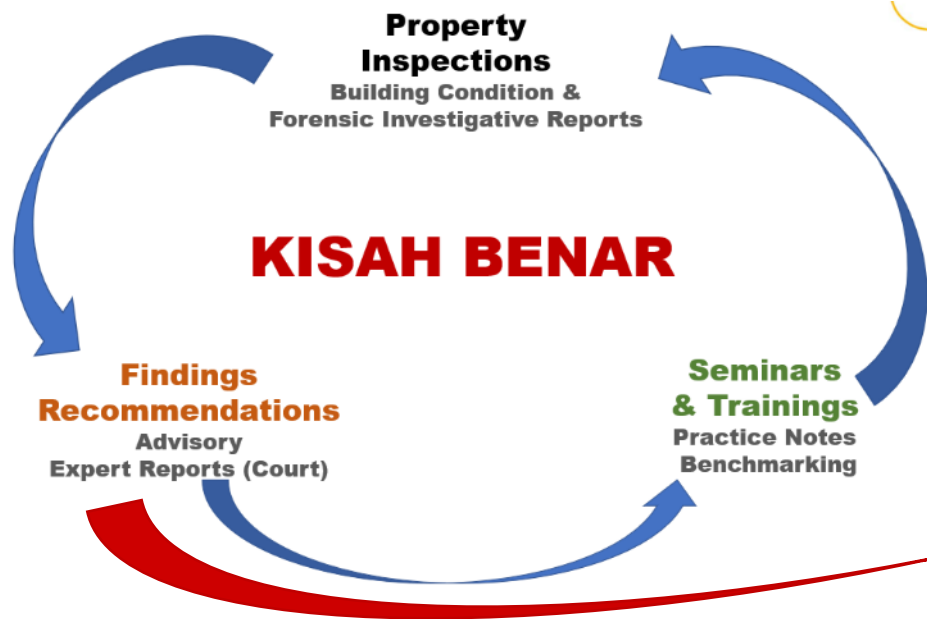 Property
Inspections
Building Condition &
Forensic Investigative Reports
KISAH BENAR
Findings
Recommendations
Advisory
Expert Reports (Court)
Seminars
& Trainings
Practice Notes
Benchmarking